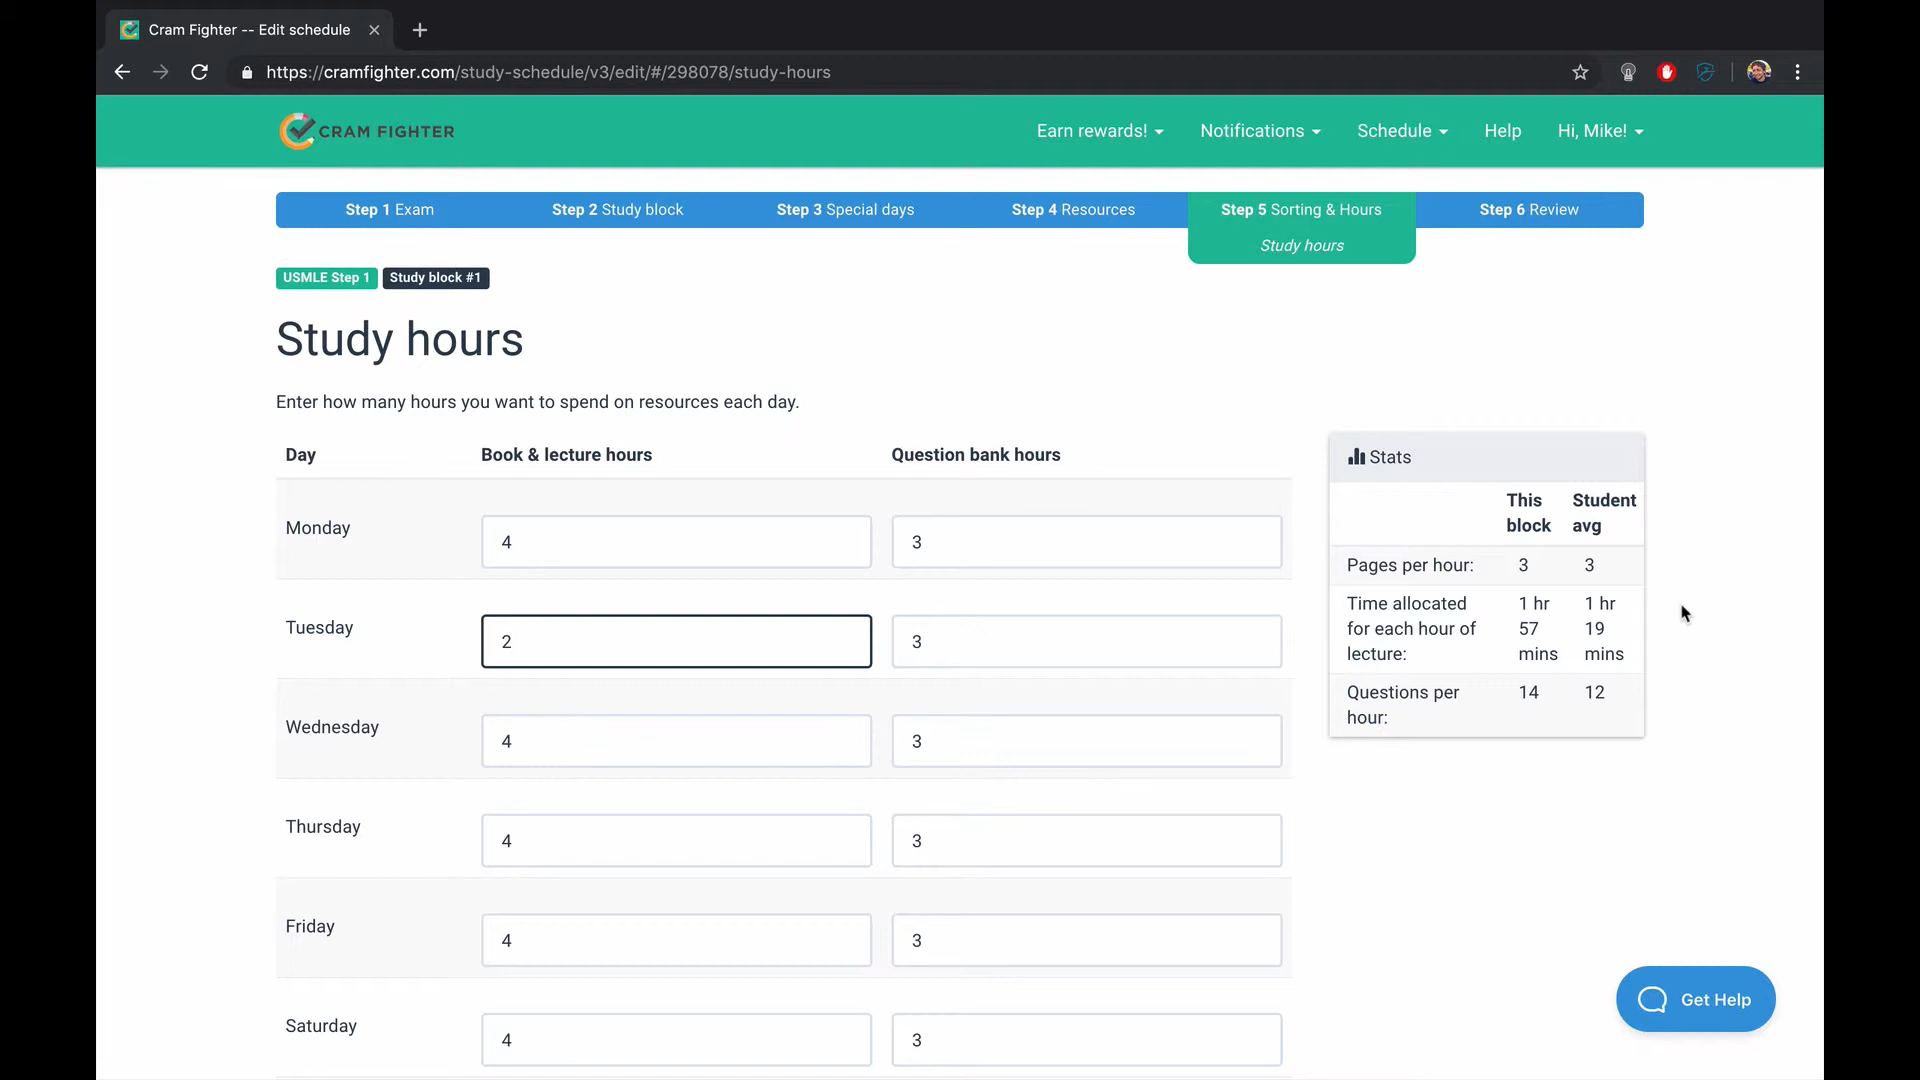 Cram Fighter -- Edit schedule
https://cramfighter.com/study-schedule/v3/edit/#/298078/study-hours
CRAM FIGHTER
Earn rewards!
Notifications
Schedule
Help
Hi, Mike!
Step 1 Exam
Step 2 Study block
Step 3 Special days
Step 4 Resources
Step 5 Sorting & Hours
Study hours
Step 6 Review
USMLE Step 1
Study block #1
Study hours
Enter how many hours you want to spend on resources each day.
Day Book & lecture hours Question bank hours
Monday 4 3
Tuesday 2 3
Wednesday 4 3
Thursday 4 3
Friday 4 3
Saturday 4 3
Stats
This Student
block avg
Pages per hour: 3 3
Time allocated 1 hr 1 hr
for each hour of 57 19
lecture: mins mins
Questions per 14 12
hour:
Get Help